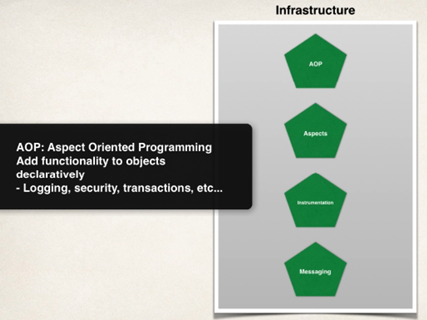 Infrastructure
AOP
Aspects
AOP: Aspect Oriented Programming
Add functionality to objects
declaratively
- Logging, security, transactions, etc...
Instrumentation
Messaging